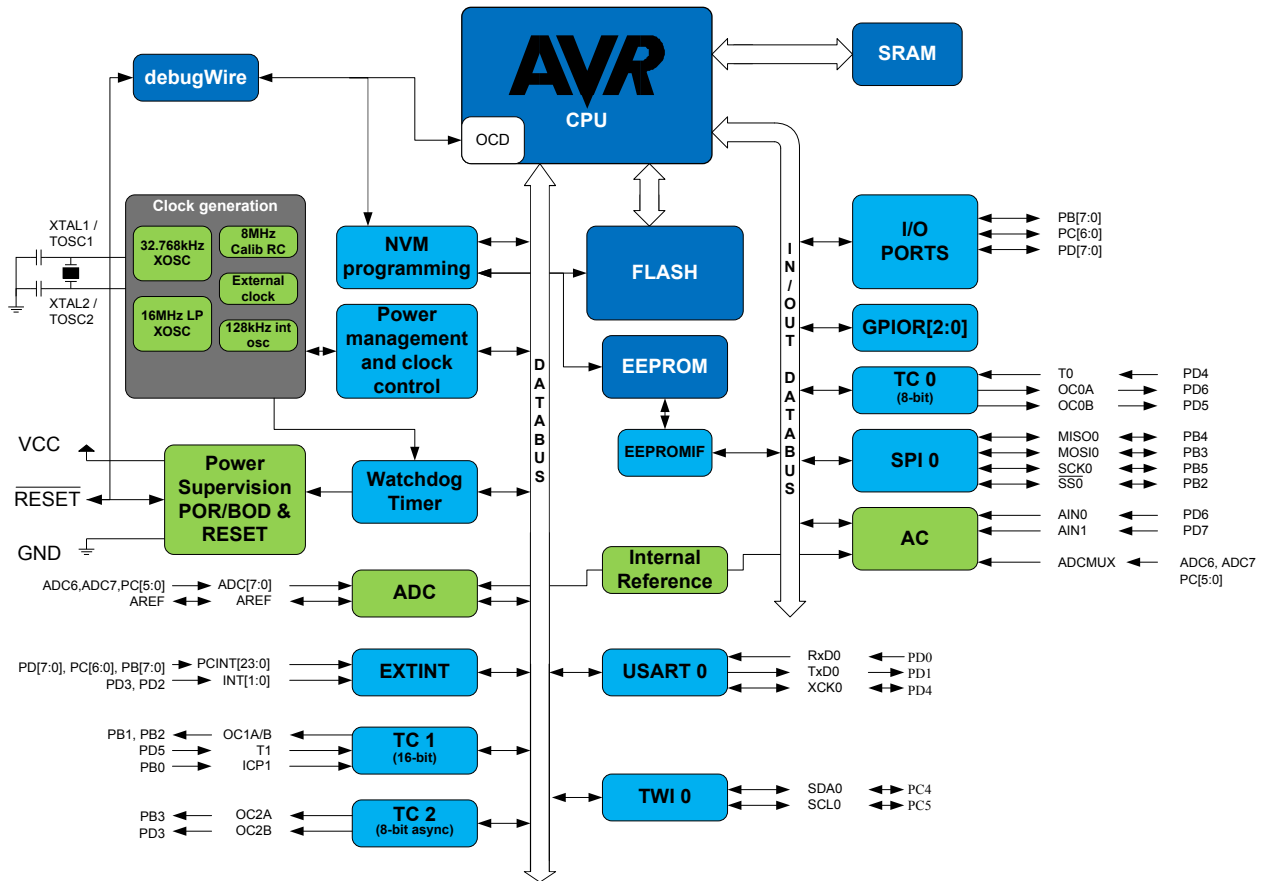 AVR
CPU
OCD
SRAM
debugWire
Clock generation
XTAL1 /
TOSC1
XTAL2 /
TOSC2
32.768kHz
XOSC
8MHz
Calib RC
External
clock
16MHz LP
XOSC
128kHz int
osc
NVM
programming
Power
management
and clock
control
FLASH
EEPROM
EEPROMIF
DATABUS
IN/OUT DATABUS
I/O
PORTS
PB[7:0]
PC[6:0]
PD[7:0]
GPIOR[2:0]
TC 0
(8-bit)
T0 PD4
OC0A PD6
OC0B PD5
SPI 0
MISO0 PB4
MOSI0 PB3
SCK0 PB5
SS0 PB2
AC
AIN0 PD6
AIN1 PD7
ADCMUX ADC6, ADC7
PC[5:0]
VCC
RESET
GND
Power
Supervision
POR/BOD &
RESET
Watchdog
Timer
Internal
Reference
ADC6,ADC7,PC[5:0] ADC[7:0]
AREF AREF
ADC
PD[7:0], PC[6:0], PB[7:0] PCINT[23:0]
PD3, PD2 INT[1:0]
EXTINT
USART 0
RxD0 PD0
TxD0 PD1
XCK0 PD4
PB1, PB2 OC1A/B
PD5 T1
PB0 ICP1
TC 1
(16-bit)
TWI 0
SDA0 PC4
SCL0 PC5
PB3 OC2A
PD3 OC2B
TC 2
(8-bit async)